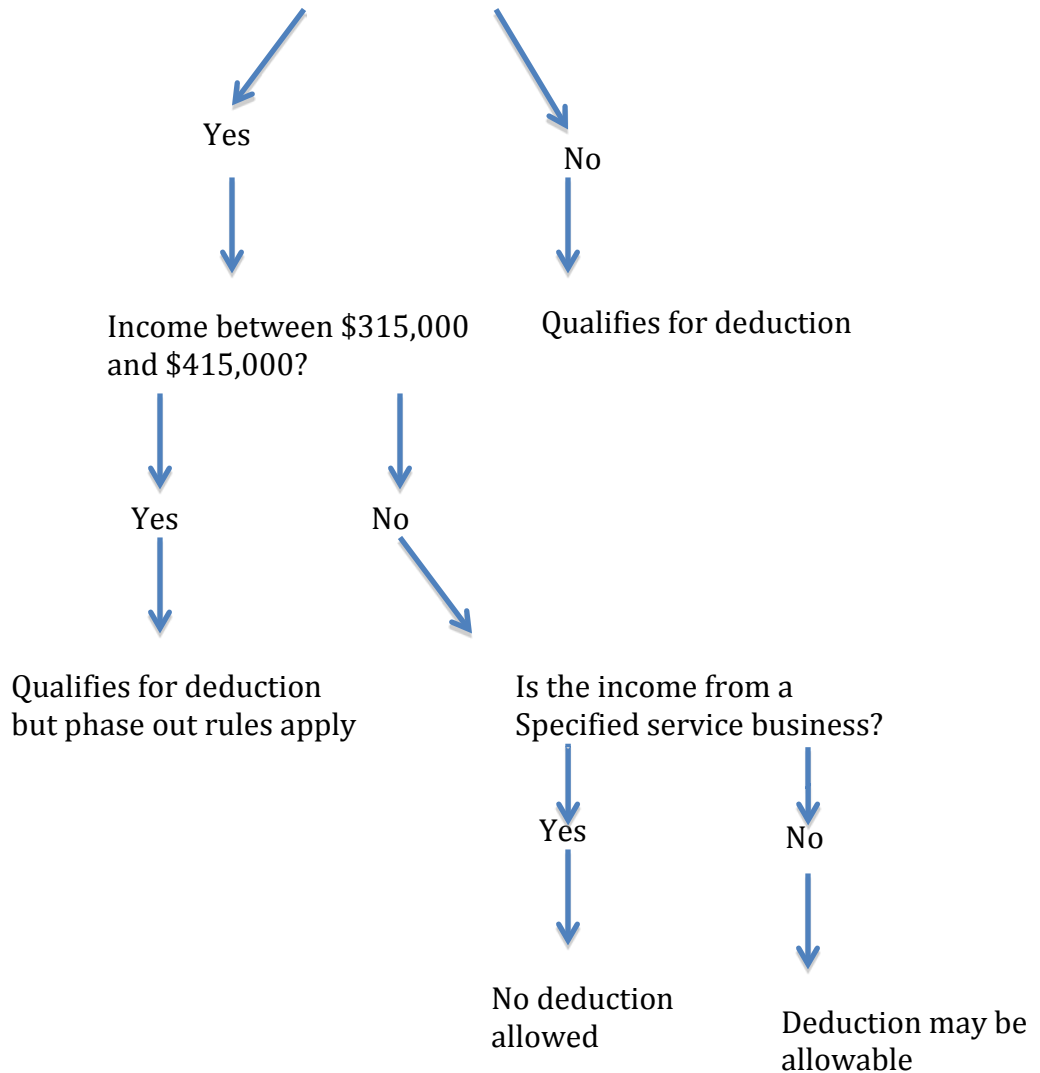 Yes
No
Income between $315,000
and $415,000?
Qualifies for deduction
Yes
No
Qualifies for deduction
but phase out rules apply
Is the income from a
Specified service business?
Yes
No
No deduction
allowed
Deduction may be
allowable